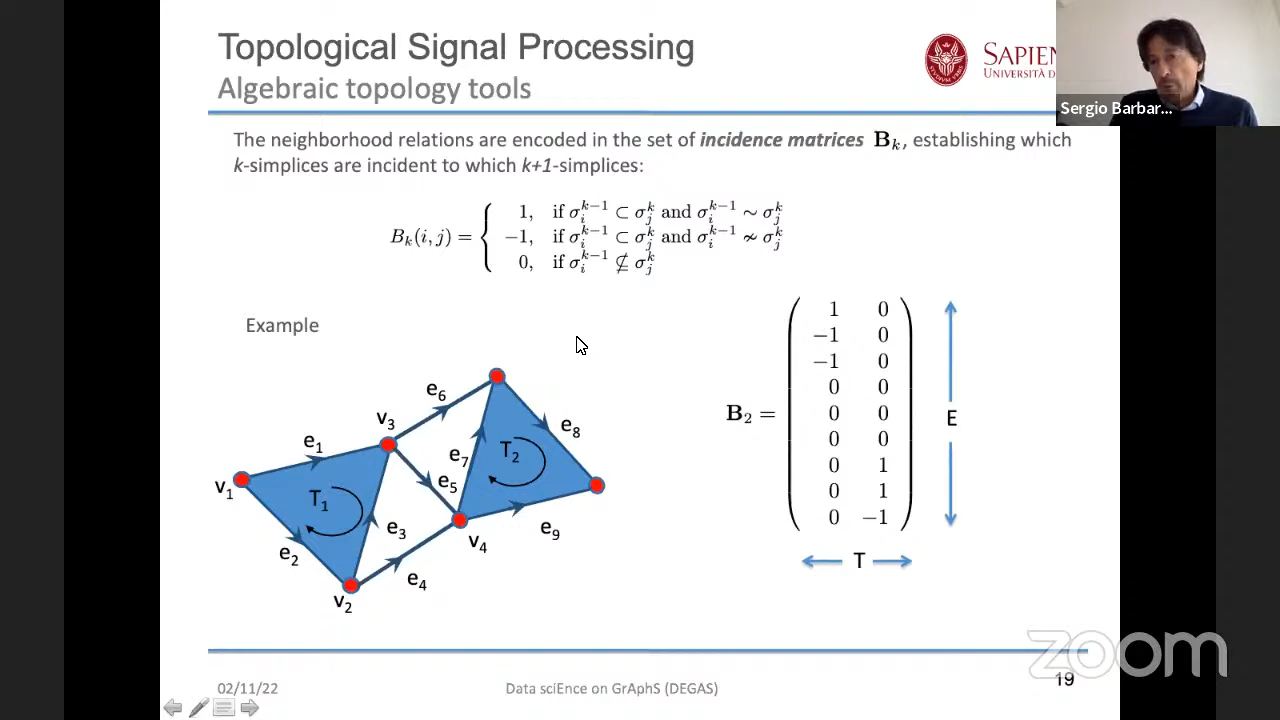 Topological Signal Processing
Algebraic topology tools
SAPIEN
UNIVERSITÀ D
Sergio Barbar...
The neighborhood relations are encoded in the set of incidence matrices B_k, establishing which
k-simplices are incident to which k+1-simplices:
B_k(i, j) = { 1, if σ_i^{k−1} ⊂ σ_j^k and σ_i^{k−1} ∼ σ_j^k
−1, if σ_i^{k−1} ⊂ σ_j^k and σ_i^{k−1} ≁ σ_j^k
0, if σ_i^{k−1} ⊈ σ_j^k
Example
v1
v2
v3
v4
e1
e2
e3
e4
e5
e6
e7
e8
e9
T1
T2
B_2 =
1 0
−1 0
−1 0
0 0
0 0
0 0
0 1
0 1
0 −1
E
T
02/11/22
Data sciEnce on GrAphS (DEGAS)
19
zoom